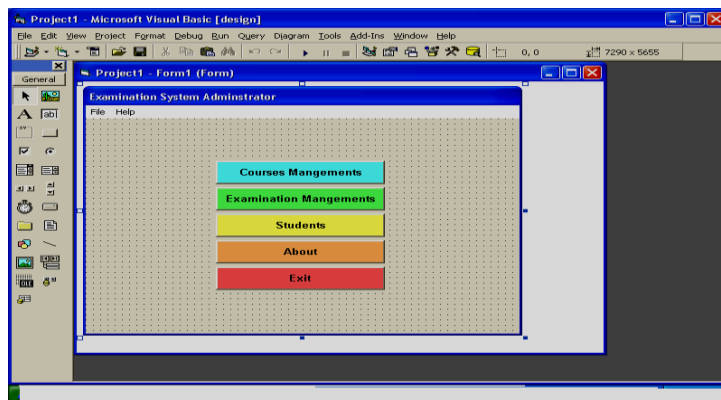 Project1 - Microsoft Visual Basic [design]
File Edit View Project Format Debug Run Query Diagram Tools Add-Ins Window Help
0, 0 7290 x 5655
General
Project1 - Form1 (Form)
A ab|
Examination System Adminstrator
File Help
Courses Mangements
Examination Mangements
Students
About
Exit